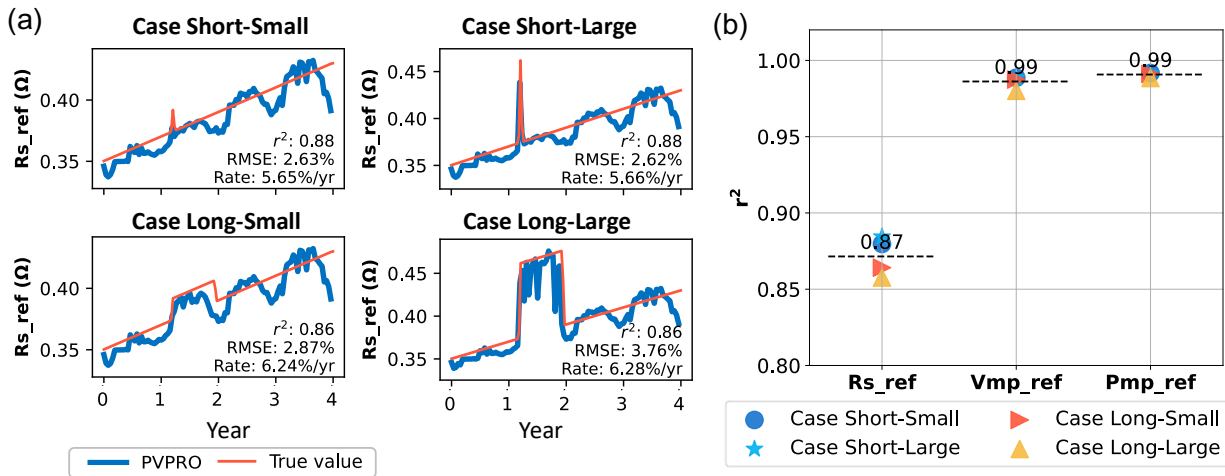 (a)
Case Short-Small
Case Short-Large
Rs_ref (Ω)
0.40
0.35
r²: 0.88
RMSE: 2.63%
Rate: 5.65%/yr
Rs_ref (Ω)
0.45
0.40
0.35
r²: 0.88
RMSE: 2.62%
Rate: 5.66%/yr
Case Long-Small
Case Long-Large
Rs_ref (Ω)
0.40
0.35
r²: 0.86
RMSE: 2.87%
Rate: 6.24%/yr
0 1 2 3 4
Year
Rs_ref (Ω)
0.45
0.40
0.35
r²: 0.86
RMSE: 3.76%
Rate: 6.28%/yr
0 1 2 3 4
Year
PVPRO True value
(b)
r²
1.00
0.95
0.90
0.85
0.80
0.87
0.99
0.99
Rs_ref Vmp_ref Pmp_ref
Case Short-Small Case Long-Small
Case Short-Large Case Long-Large